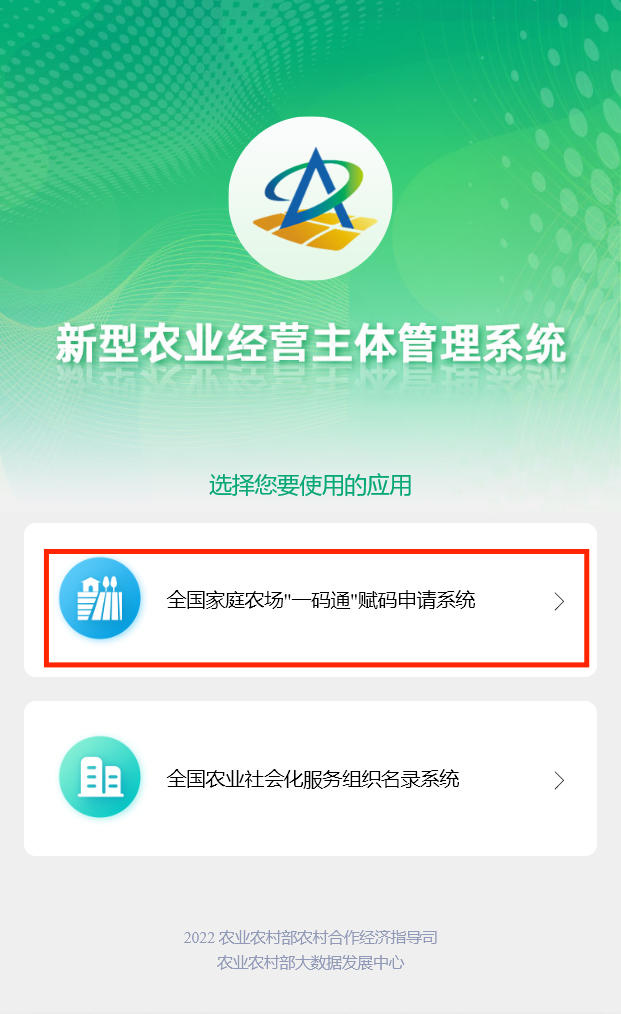 新型农业经营主体管理系统
选择您要使用的应用
全国家庭农场"一码通"赋码申请系统
全国农业社会化服务组织名录系统
2022 农业农村部农村合作经济指导司
农业农村部大数据发展中心